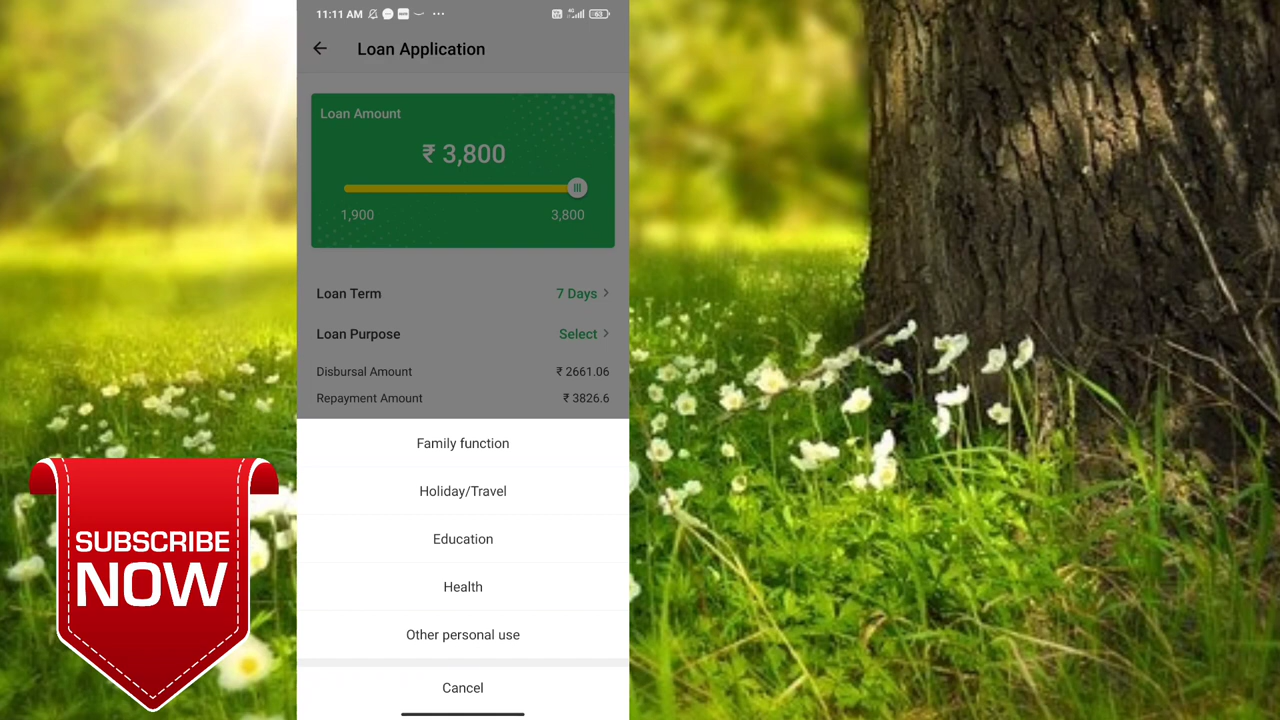 11:11 AM
63
Loan Application
Loan Amount
₹ 3,800
1,900
3,800
Loan Term
7 Days
Loan Purpose
Select
Disbursal Amount
₹ 2661.06
Repayment Amount
₹ 3826.6
Family function
Holiday/Travel
Education
Health
Other personal use
Cancel
SUBSCRIBE
NOW